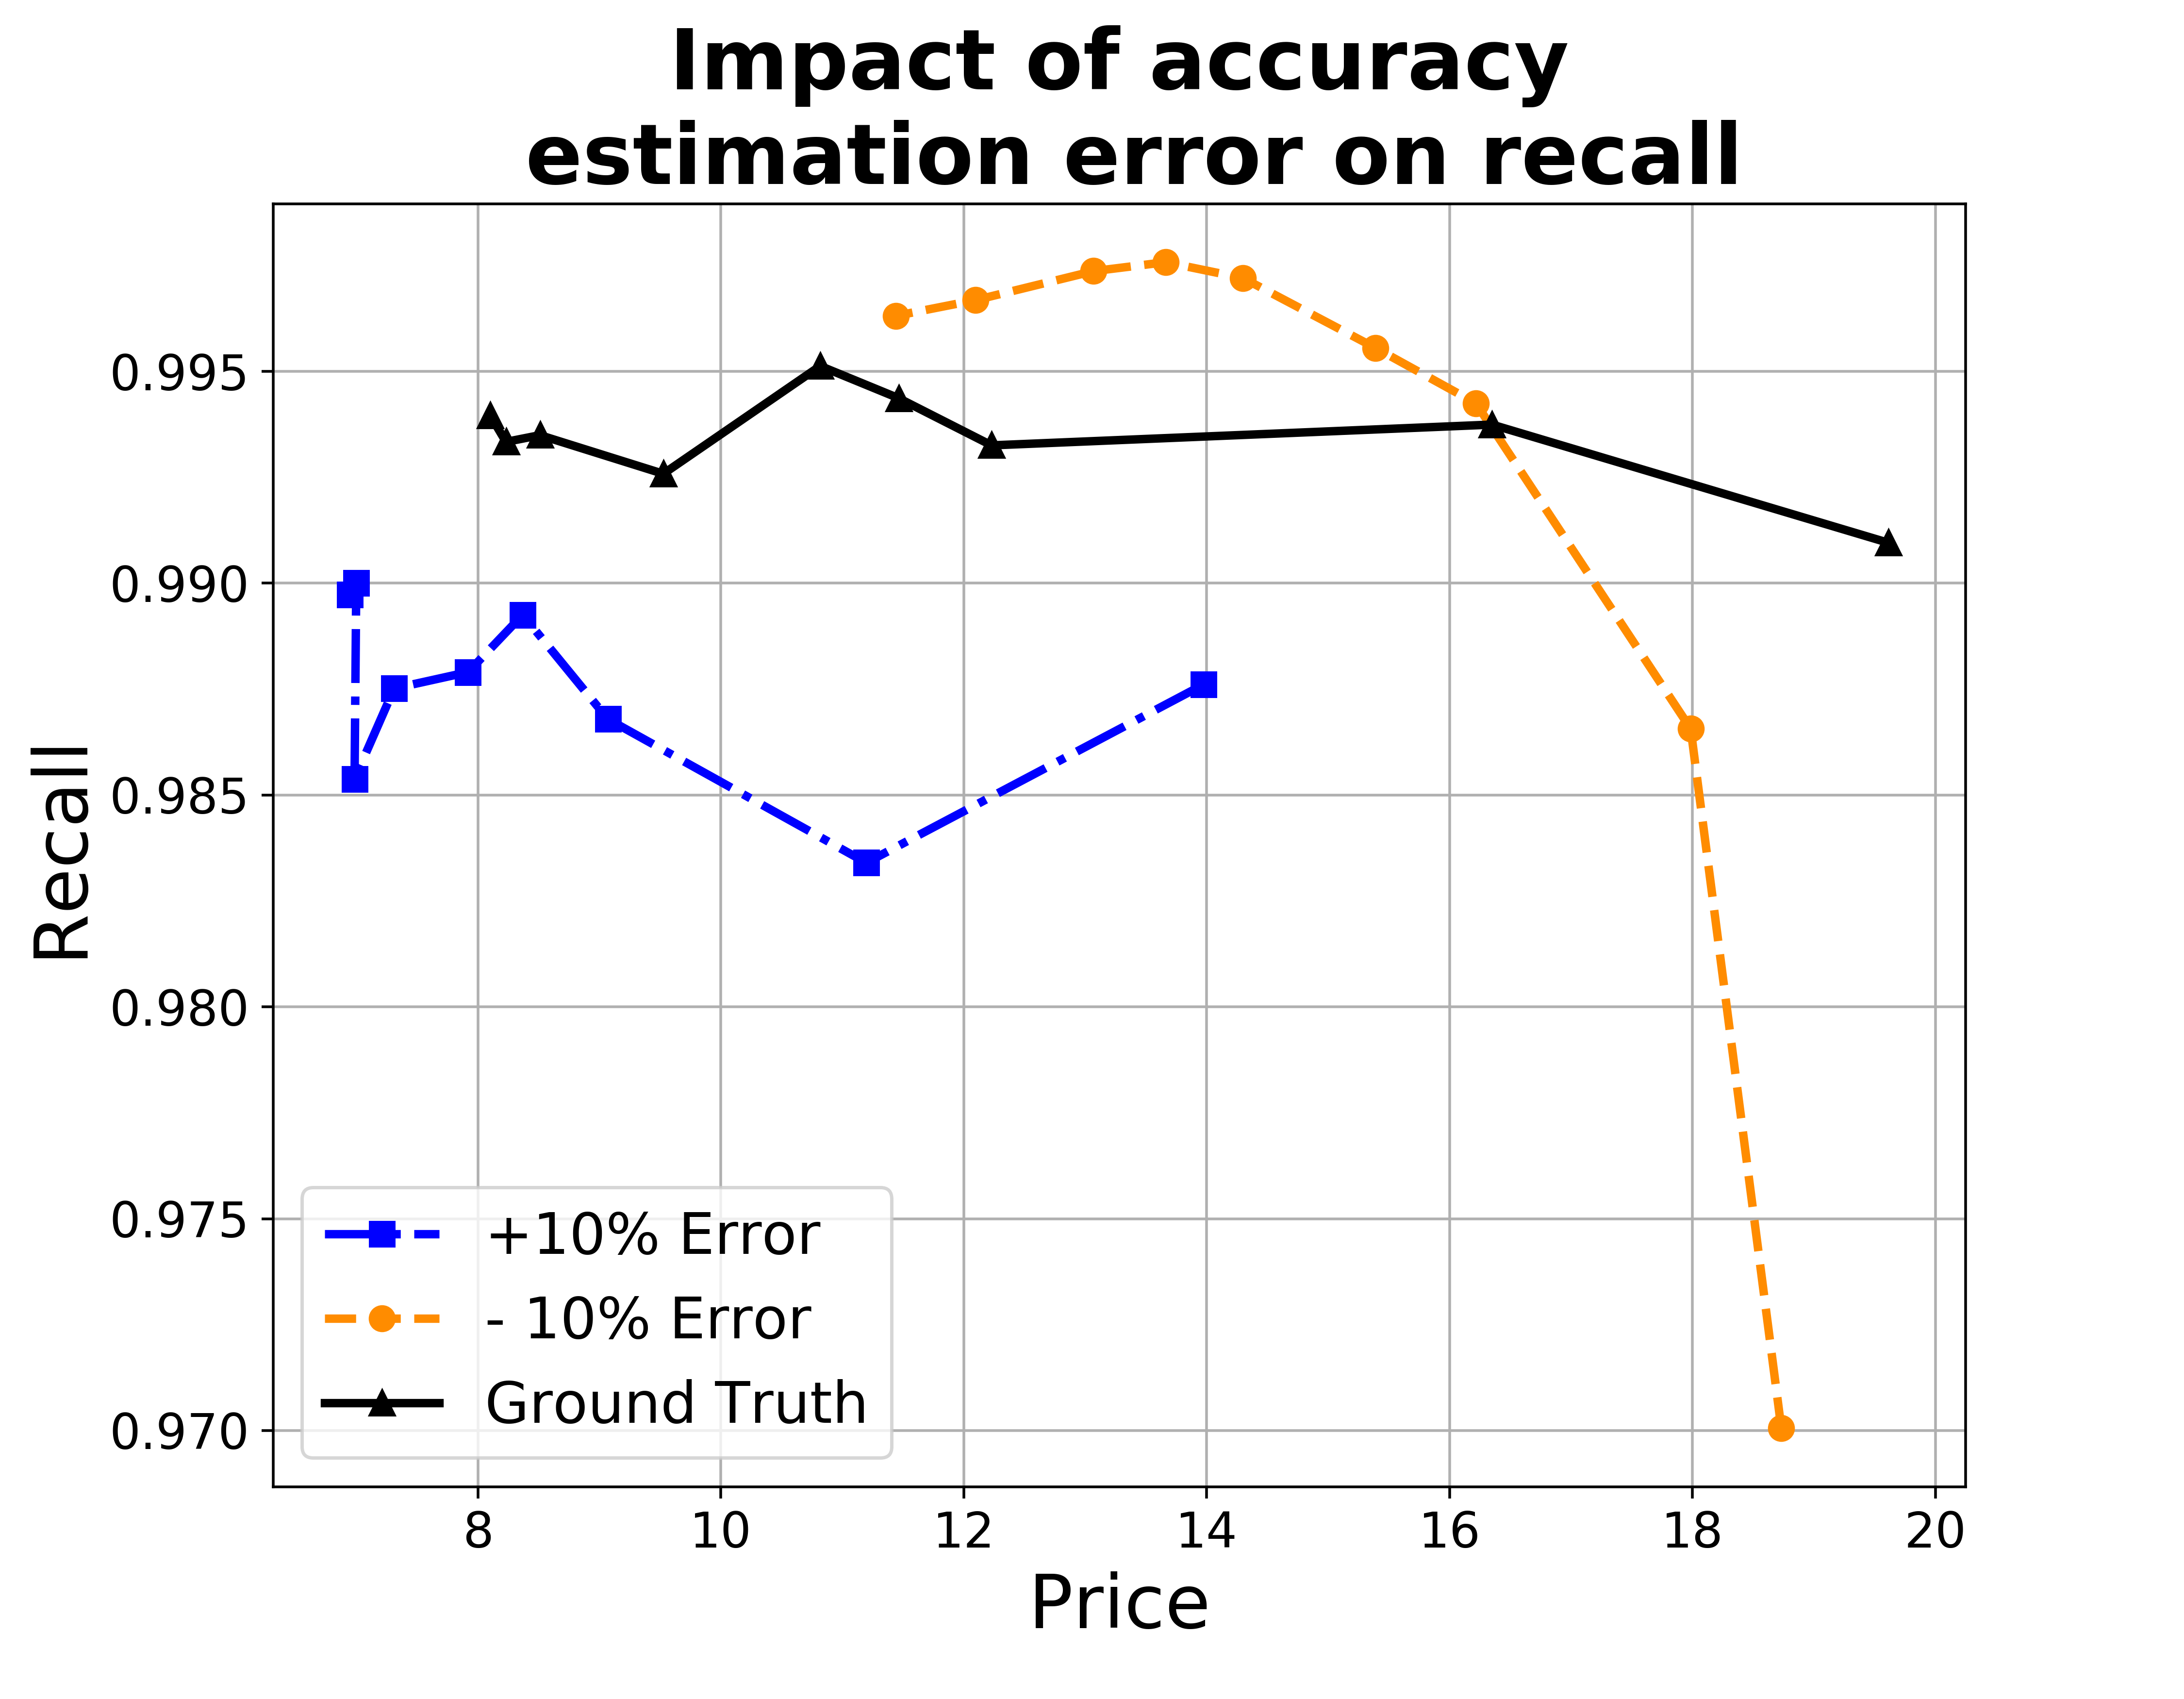 Impact of accuracy
estimation error on recall
Recall
0.995
0.990
0.985
0.980
0.975
0.970
+10% Error
- 10% Error
Ground Truth
8 10 12 14 16 18 20
Price